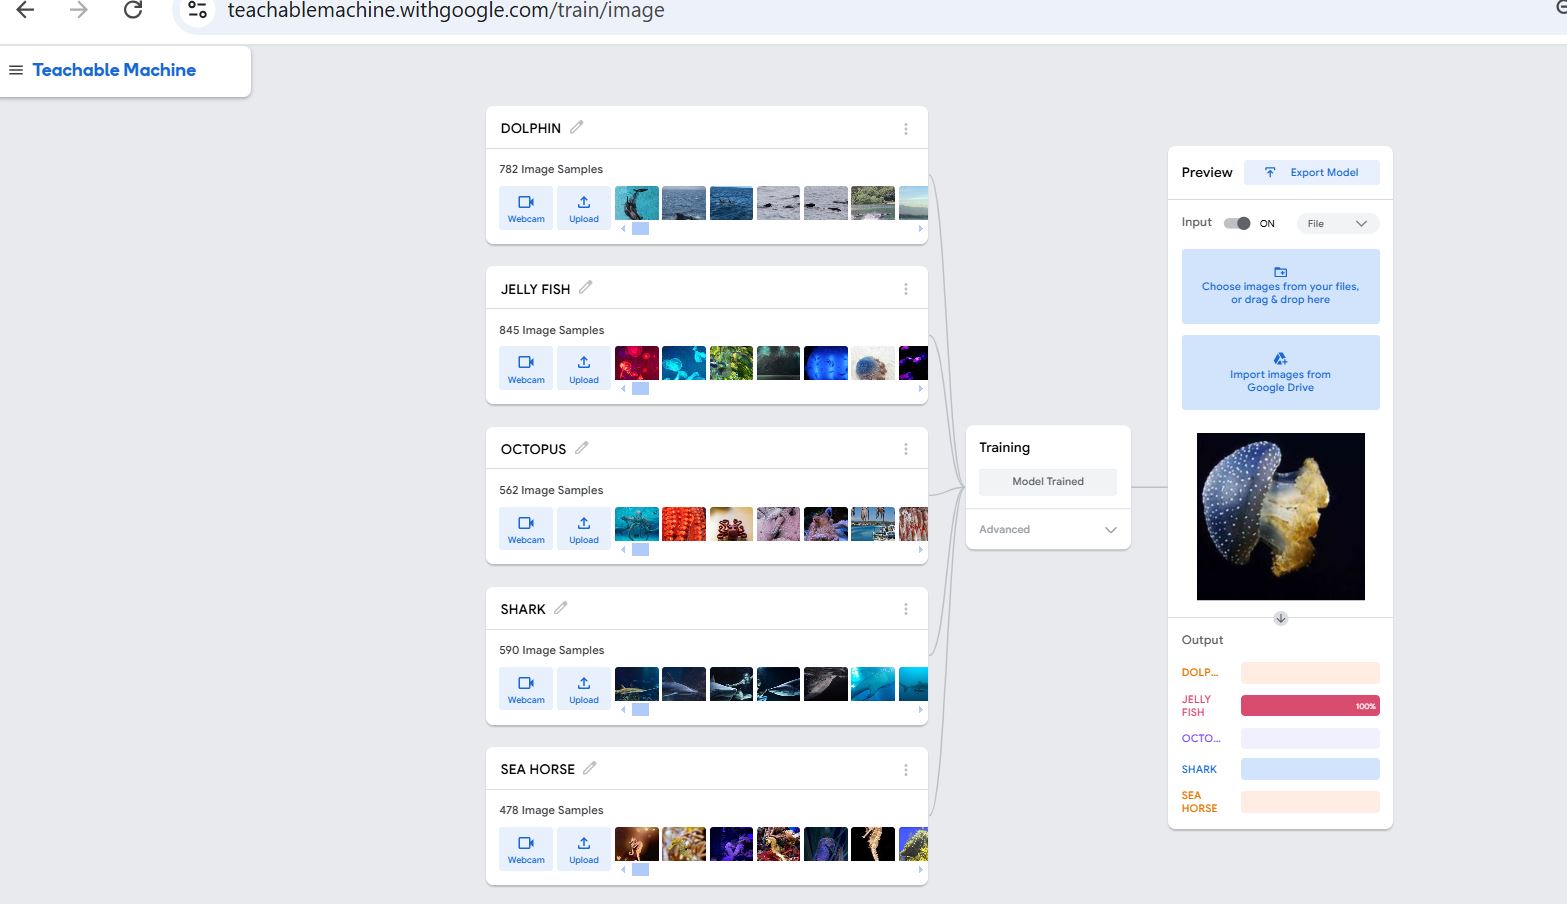 teachablemachine.withgoogle.com/train/image
Teachable Machine
DOLPHIN
782 Image Samples
Webcam
Upload
JELLY FISH
845 Image Samples
Webcam
Upload
OCTOPUS
562 Image Samples
Webcam
Upload
SHARK
590 Image Samples
Webcam
Upload
SEA HORSE
478 Image Samples
Webcam
Upload
Training
Model Trained
Advanced
Preview
Export Model
Input
ON
File
Choose images from your files,
or drag & drop here
Import images from
Google Drive
Output
DOLP...
JELLY
FISH
100%
OCTO...
SHARK
SEA
HORSE